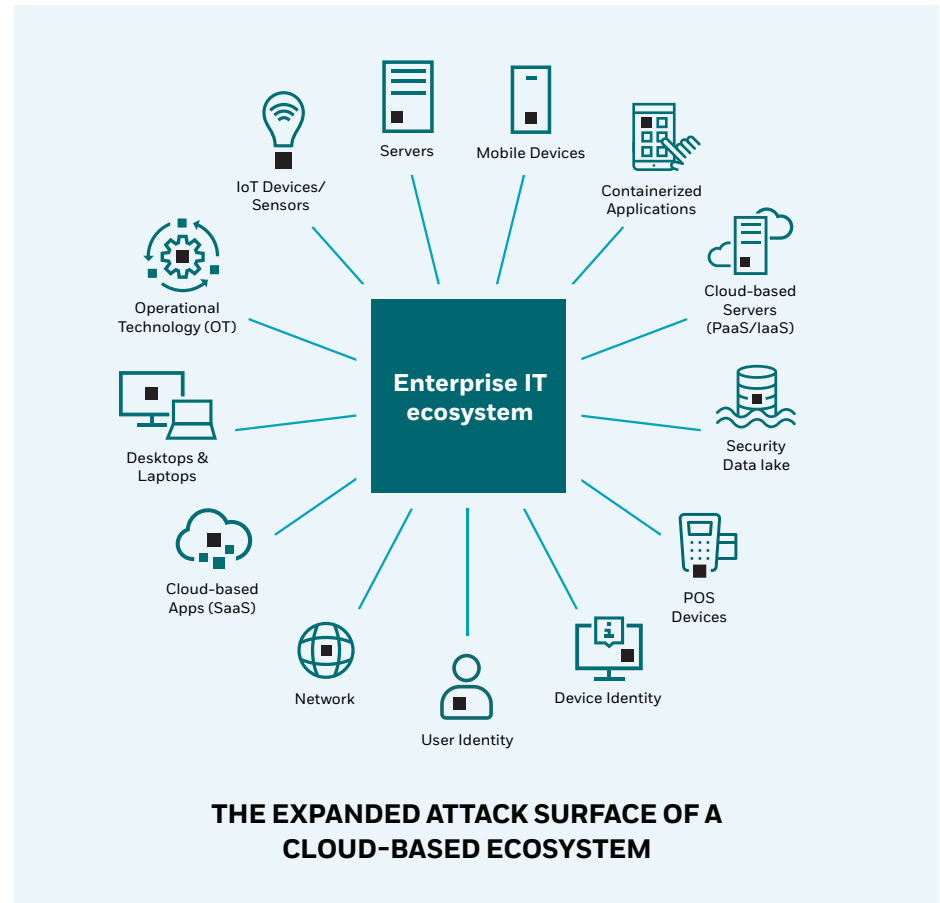 Servers
Mobile Devices
IoT Devices/
Sensors
Containerized
Applications
Operational
Technology (OT)
Cloud-based
Servers
(PaaS/IaaS)
Enterprise IT
ecosystem
Desktops &
Laptops
Security
Data lake
Cloud-based
Apps (SaaS)
POS
Devices
Network
Device Identity
User Identity
THE EXPANDED ATTACK SURFACE OF A
CLOUD-BASED ECOSYSTEM